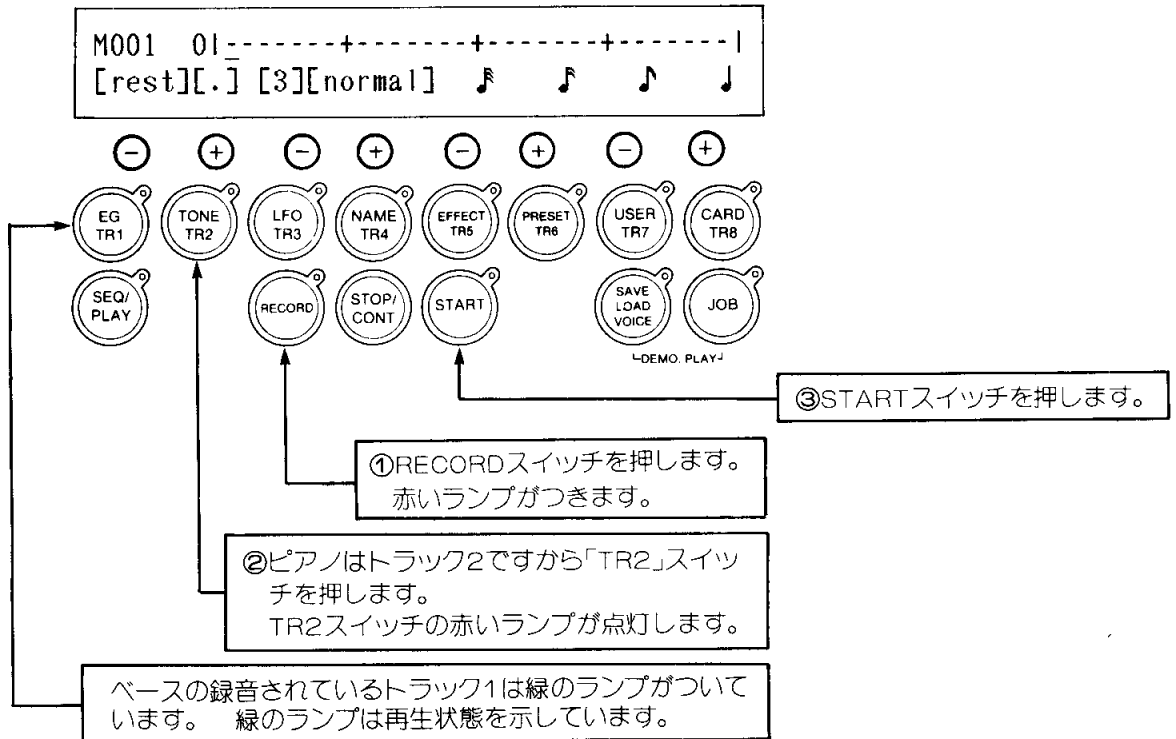 M001 01--------+--------+--------+--------|
[rest][.] [3][normal] 𝅘𝅥𝅰 𝅘𝅥𝅯 ♪ ♩
⊖ ⊕ ⊖ ⊕ ⊖ ⊕ ⊖ ⊕
EG
TR1
TONE
TR2
LFO
TR3
NAME
TR4
EFFECT
TR5
PRESET
TR6
USER
TR7
CARD
TR8
SEQ/
PLAY
RECORD
STOP/
CONT
START
SAVE
LOAD
VOICE
JOB
└DEMO. PLAY┘
③STARTスイッチを押します。
①RECORDスイッチを押します。
赤いランプがつきます。
②ピアノはトラック2ですから「TR2」スイッ
チを押します。
TR2スイッチの赤いランプが点灯します。
ベースの録音されているトラック1は緑のランプがついて
います。 緑のランプは再生状態を示しています。